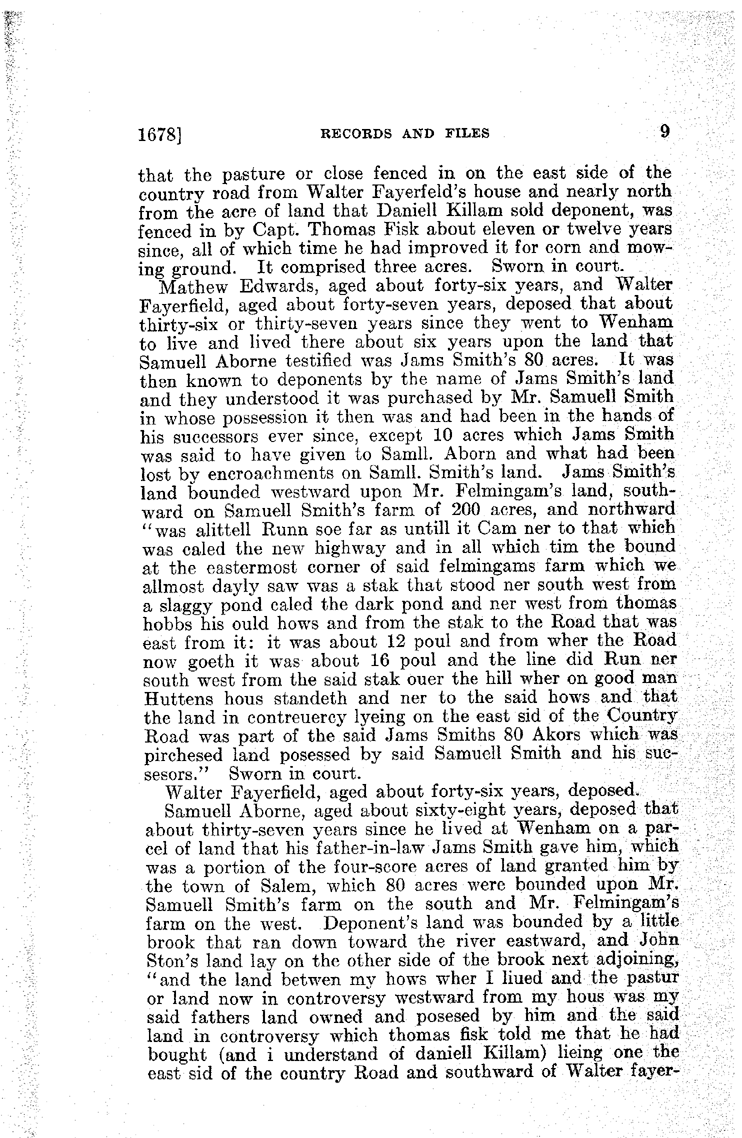 1678] RECORDS AND FILES 9
that the pasture or close fenced in on the east side of the
country road from Walter Fayerfeld's house and nearly north
from the acre of land that Daniell Killam sold deponent, was
fenced in by Capt. Thomas Fisk about eleven or twelve years
since, all of which time he had improved it for corn and mow-
ing ground. It comprised three acres. Sworn in court.
Mathew Edwards, aged about forty-six years, and Walter
Fayerfield, aged about forty-seven years, deposed that about
thirty-six or thirty-seven years since they went to Wenham
to live and lived there about six years upon the land that
Samuell Aborne testified was Jams Smith's 80 acres. It was
then known to deponents by the name of Jams Smith's land
and they understood it was purchased by Mr. Samuell Smith
in whose possession it then was and had been in the hands of
his successors ever since, except 10 acres which Jams Smith
was said to have given to Samll. Aborn and what had been
lost by encroachments on Samll. Smith's land. Jams Smith's
land bounded westward upon Mr. Felmingam's land, south-
ward on Samuell Smith's farm of 200 acres, and northward
"was alittell Runn soe far as untill it Cam ner to that which
was caled the new highway and in all which tim the bound
at the eastermost corner of said felmingams farm which we
allmost dayly saw was a stak that stood ner south west from
a slaggy pond caled the dark pond and ner west from thomas
hobbs his ould hows and from the stak to the Road that was
east from it: it was about 12 poul and from wher the Road
now goeth it was about 16 poul and the line did Run ner
south west from the said stak ouer the hill wher on good man
Huttens hous standeth and ner to the said hows and that
the land in contreuercy lyeing on the east sid of the Country
Road was part of the said Jams Smiths 80 Akors which was
pirchesed land posessed by said Samuell Smith and his suc-
sesors." Sworn in court.
Walter Fayerfield, aged about forty-six years, deposed.
Samuell Aborne, aged about sixty-eight years, deposed that
about thirty-seven years since he lived at Wenham on a par-
cel of land that his father-in-law Jams Smith gave him, which
was a portion of the four-score acres of land granted him by
the town of Salem, which 80 acres were bounded upon Mr.
Samuell Smith's farm on the south and Mr. Felmingam's
farm on the west. Deponent's land was bounded by a little
brook that ran down toward the river eastward, and John
Ston's land lay on the other side of the brook next adjoining,
"and the land betwen my hows wher I liued and the pastur
or land now in controversy westward from my hous was my
said fathers land owned and posesed by him and the said
land in controversy which thomas fisk told me that he had
bought (and i understand of daniell Killam) lieing one the
east sid of the country Road and southward of Walter fayer-